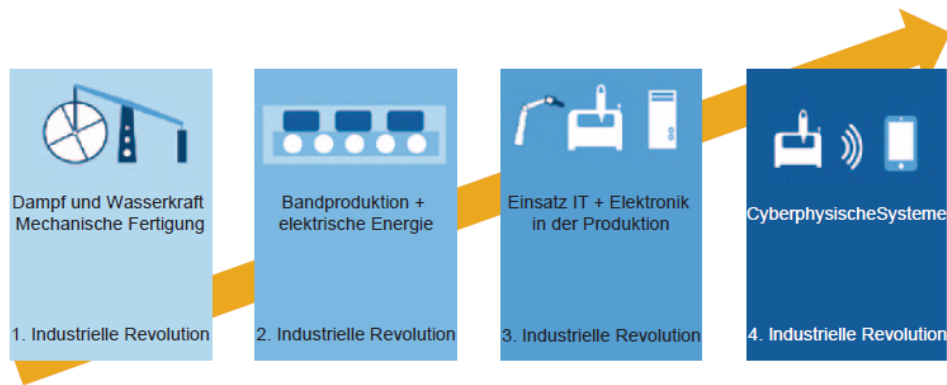 Dampf und Wasserkraft
Mechanische Fertigung
1. Industrielle Revolution
Bandproduktion +
elektrische Energie
2. Industrielle Revolution
Einsatz IT + Elektronik
in der Produktion
3. Industrielle Revolution
CyberphysischeSysteme
4. Industrielle Revolution